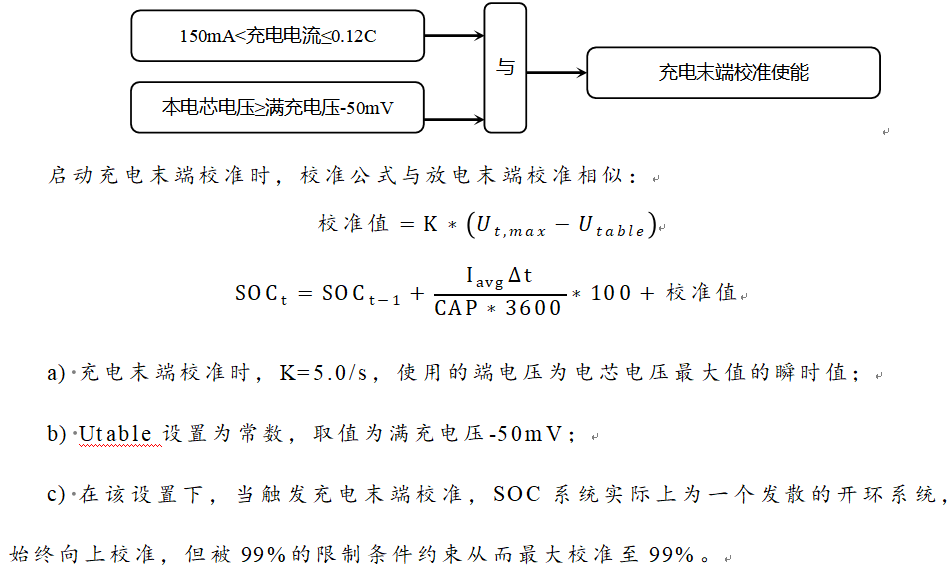 150mA<充电电流≤0.12C
与
充电末端校准使能
本电芯电压≥满充电压-50mV
启动充电末端校准时，校准公式与放电末端校准相似：
校准值 = K * (U_{t,max} − U_{table})
SOC_t = SOC_{t−1} + \frac{I_{avg} Δt}{CAP * 3600} * 100 + 校准值
a) 充电末端校准时，K=5.0/s，使用的端电压为电芯电压最大值的瞬时值；
b) Utable 设置为常数，取值为满充电压-50mV；
c) 在该设置下，当触发充电末端校准，SOC 系统实际上为一个发散的开环系统，
始终向上校准，但被 99%的限制条件约束从而最大校准至 99%。